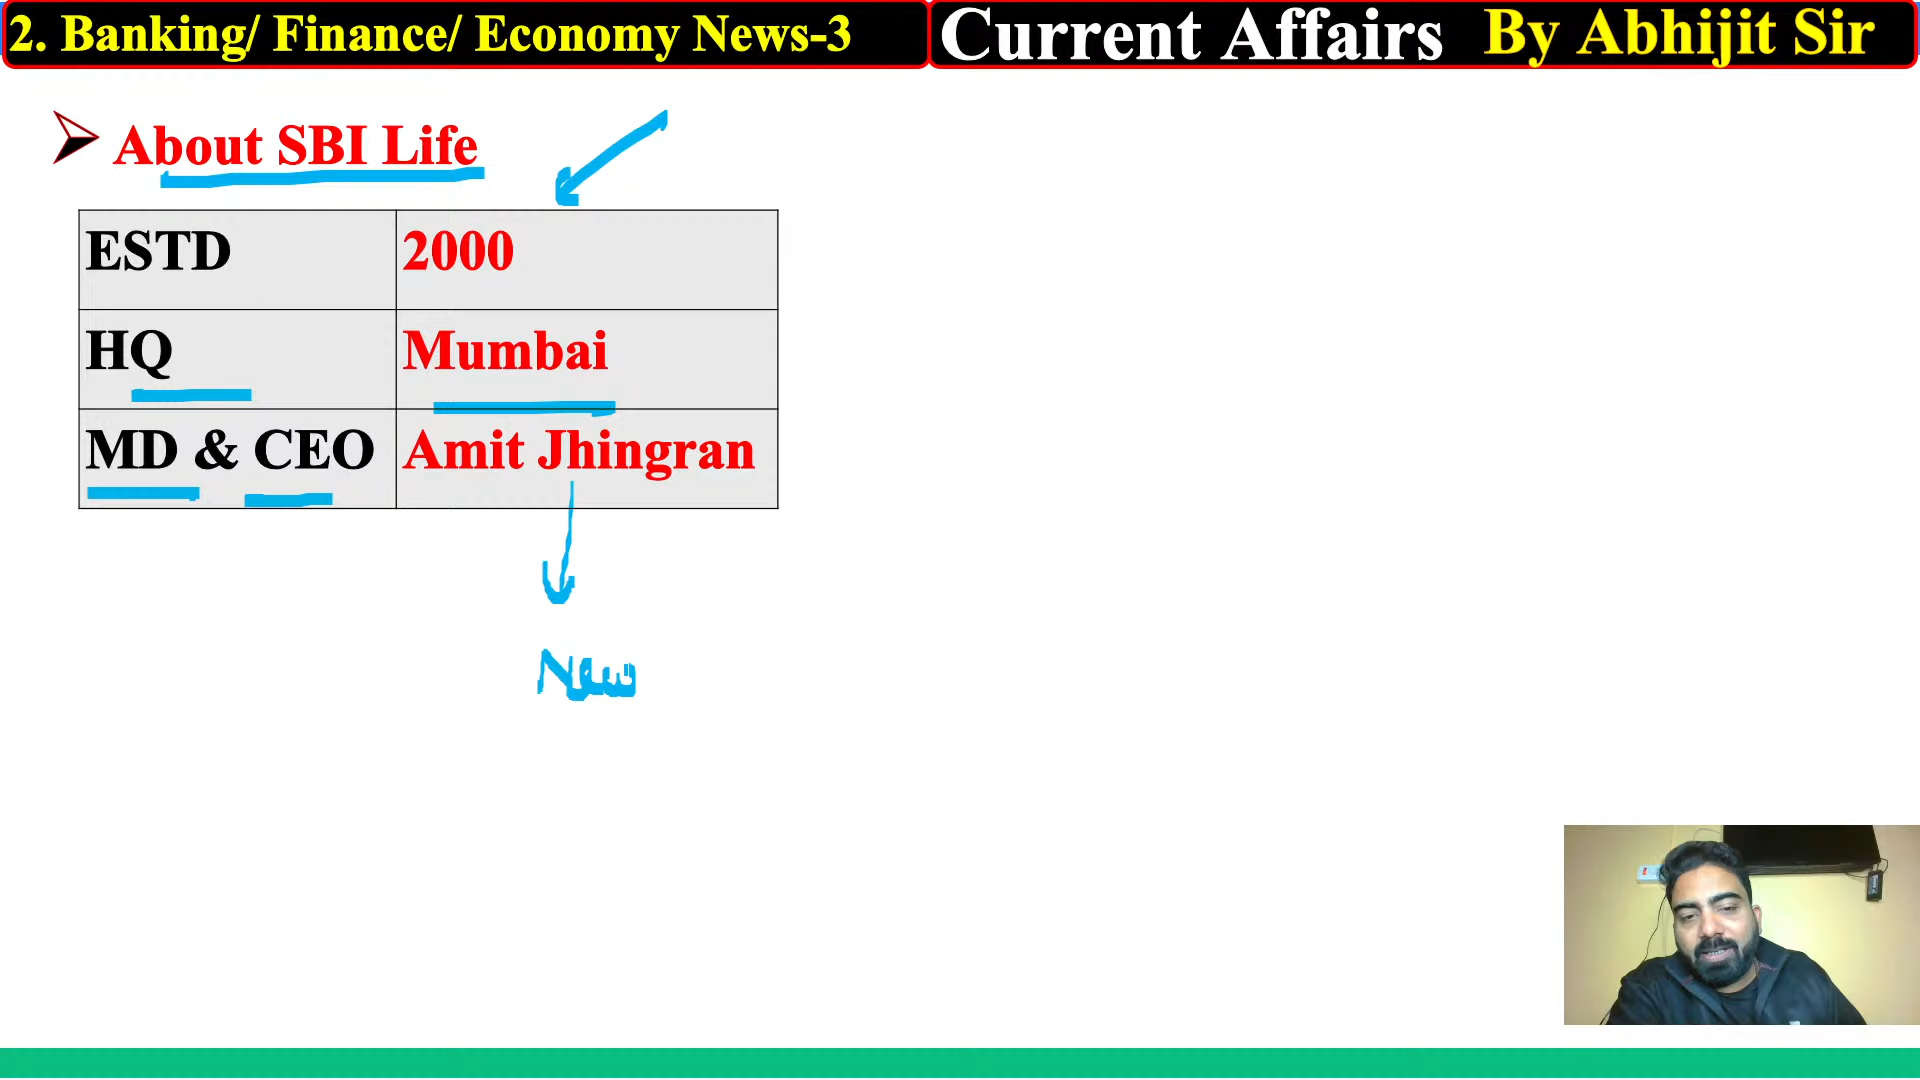 2. Banking/ Finance/ Economy News-3
Current Affairs By Abhijit Sir
About SBI Life
ESTD 2000
HQ Mumbai
MD & CEO Amit Jhingran
New